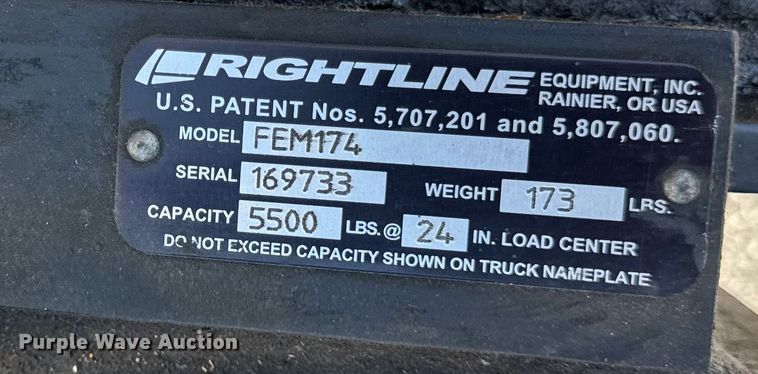 RIGHTLINE EQUIPMENT, INC.
RAINIER, OR USA
U.S. PATENT Nos. 5,707,201 and 5,807,060.
MODEL FEM174
SERIAL 169733 WEIGHT 173 LBS.
CAPACITY 5500 LBS.@ 24 IN. LOAD CENTER
DO NOT EXCEED CAPACITY SHOWN ON TRUCK NAMEPLATE
Purple Wave Auction